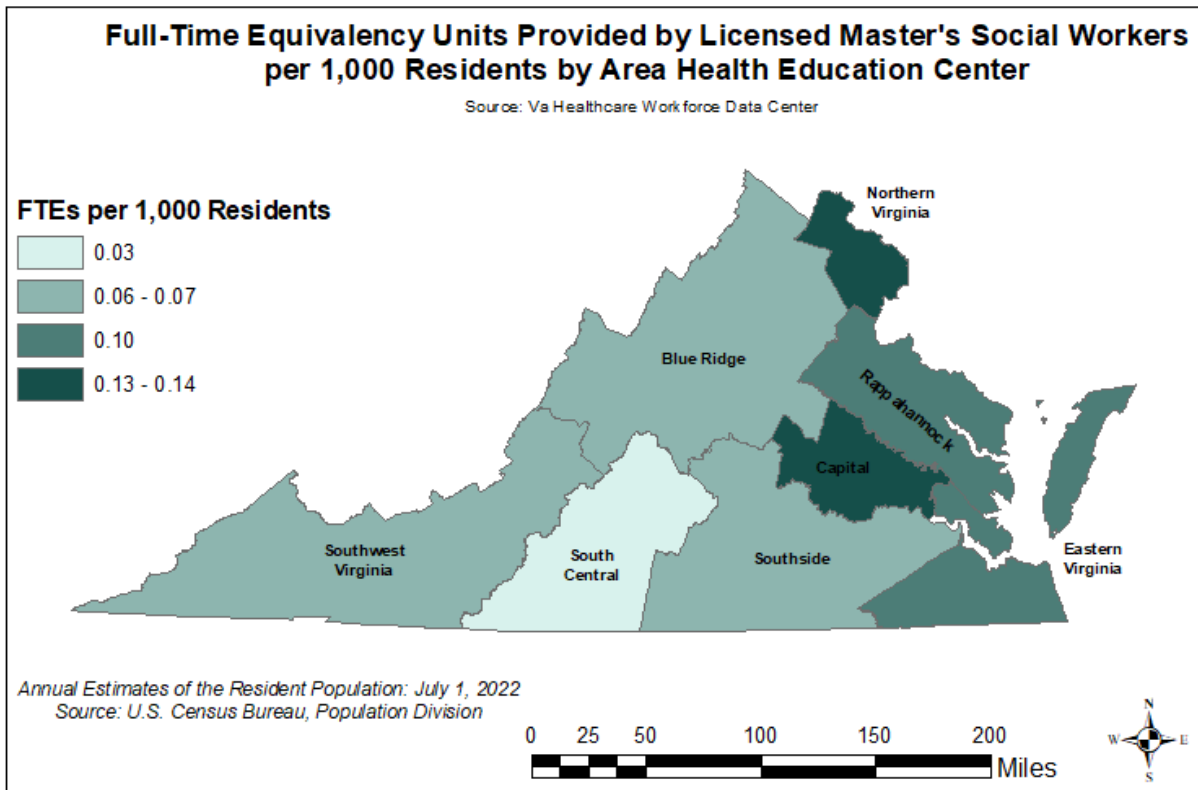 Full-Time Equivalency Units Provided by Licensed Master's Social Workers
per 1,000 Residents by Area Health Education Center
Source: Va Healthcare Workforce Data Center
FTEs per 1,000 Residents
0.03
0.06 - 0.07
0.10
0.13 - 0.14
Northern
Virginia
Blue Ridge
Rappahannock
Capital
Southwest
Virginia
South
Central
Southside
Eastern
Virginia
Annual Estimates of the Resident Population: July 1, 2022
Source: U.S. Census Bureau, Population Division
0 25 50 100 150 200
Miles
N
W E
S